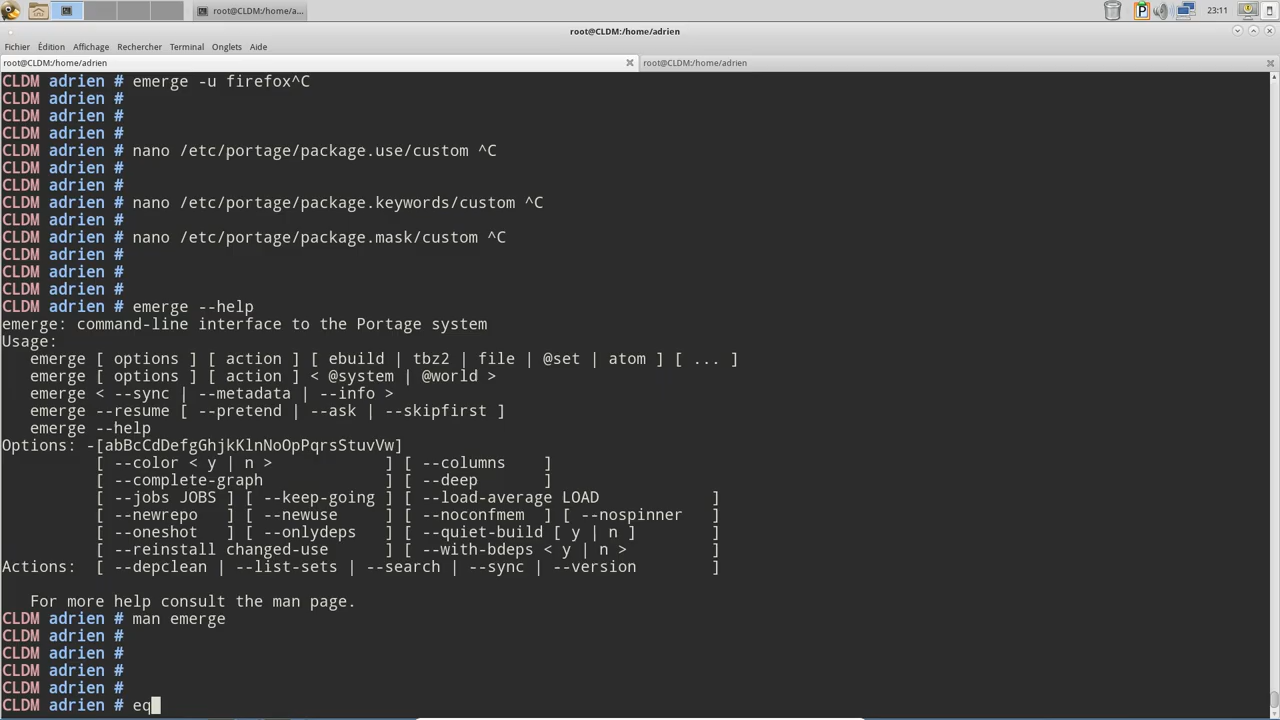 root@CLDM:/home/a...
23:11
root@CLDM:/home/adrien
Fichier Édition Affichage Rechercher Terminal Onglets Aide
root@CLDM:/home/adrien
root@CLDM:/home/adrien
CLDM adrien # emerge -u firefox^C
CLDM adrien #
CLDM adrien #
CLDM adrien #
CLDM adrien # nano /etc/portage/package.use/custom ^C
CLDM adrien #
CLDM adrien #
CLDM adrien # nano /etc/portage/package.keywords/custom ^C
CLDM adrien #
CLDM adrien # nano /etc/portage/package.mask/custom ^C
CLDM adrien #
CLDM adrien #
CLDM adrien #
CLDM adrien # emerge --help
emerge: command-line interface to the Portage system
Usage:
   emerge [ options ] [ action ] [ ebuild | tbz2 | file | @set | atom ] [ ... ]
   emerge [ options ] [ action ] < @system | @world >
   emerge < --sync | --metadata | --info >
   emerge --resume [ --pretend | --ask | --skipfirst ]
   emerge --help
Options: -[abBcCdDefgGhjkKlnNoOpPqrsStuvVw]
          [ --color < y | n >            ] [ --columns    ]
          [ --complete-graph             ] [ --deep       ]
          [ --jobs JOBS ] [ --keep-going ] [ --load-average LOAD            ]
          [ --newrepo   ] [ --newuse     ] [ --noconfmem  ] [ --nospinner   ]
          [ --oneshot   ] [ --onlydeps   ] [ --quiet-build [ y | n ]        ]
          [ --reinstall changed-use      ] [ --with-bdeps < y | n >         ]
Actions:  [ --depclean | --list-sets | --search | --sync | --version        ]
   For more help consult the man page.
CLDM adrien # man emerge
CLDM adrien #
CLDM adrien #
CLDM adrien #
CLDM adrien #
CLDM adrien # eq